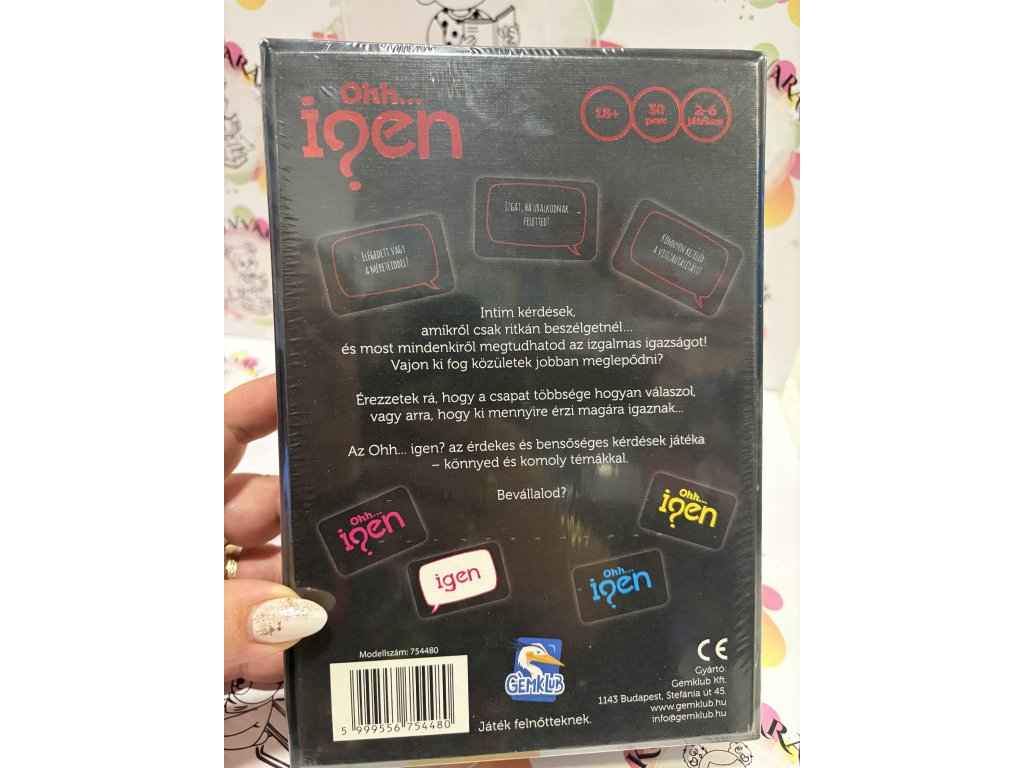 Ohh...
igen
18+
30
perc
2-6
játékos
Elégedett vagy
a méreteiddel?
Izgat, ha uralkodnak
feletted?
Könnyen kezeled
a visszautasítást?
Intim kérdések,
amikről csak ritkán beszélgetnél...
és most mindenkiről megtudhatod az izgalmas igazságot!
Vajon ki fog közületek jobban meglepődni?
Érezzetek rá, hogy a csapat többsége hogyan válaszol,
vagy arra, hogy ki mennyire érzi magára igaznak...
Az Ohh... igen? az érdekes és bensőséges kérdések játéka
– könnyed és komoly témákkal.
Bevállalod?
Ohh...
igen
igen
Ohh...
igen
Ohh...
igen
Modellszám: 754480
5 999556 754480
GÉMKLUB
Játék felnőtteknek.
CE
Gyártó:
Gémklub Kft.
1143 Budapest, Stefánia út 45.
www.gemklub.hu
info@gemklub.hu